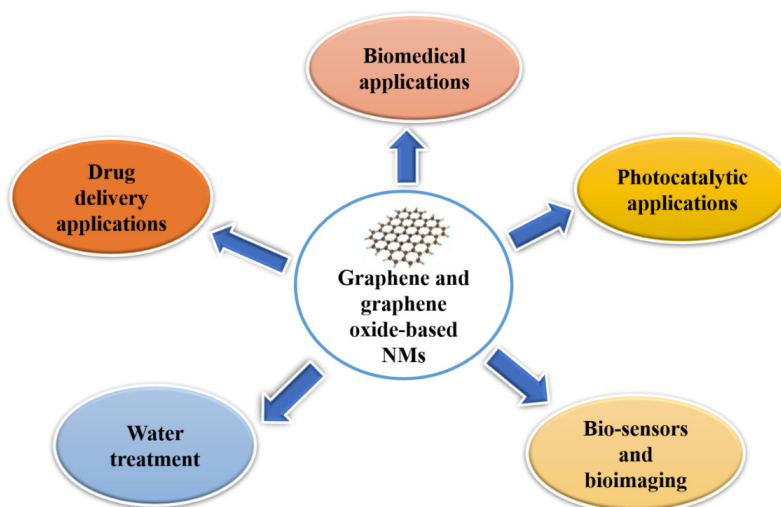 Biomedical
applications
Drug
delivery
applications
Photocatalytic
applications
Graphene and
graphene
oxide-based
NMs
Water
treatment
Bio-sensors
and
bioimaging